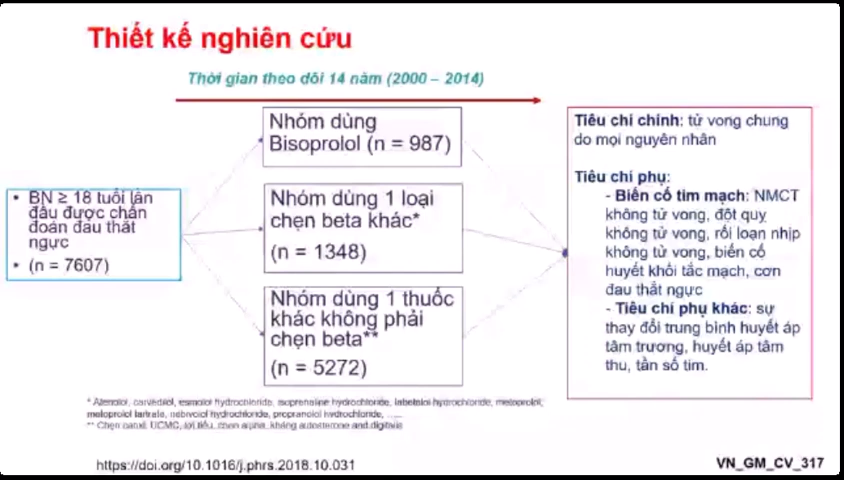 Thiết kế nghiên cứu
Thời gian theo dõi 14 năm (2000 – 2014)
• BN ≥ 18 tuổi lần
đầu được chẩn
đoán đau thắt
ngực
• (n = 7607)
Nhóm dùng
Bisoprolol (n = 987)
Nhóm dùng 1 loại
chẹn beta khác*
(n = 1348)
Nhóm dùng 1 thuốc
khác không phải
chẹn beta**
(n = 5272)
Tiêu chí chính: tử vong chung
do mọi nguyên nhân
Tiêu chí phụ:
- Biến cố tim mạch: NMCT
không tử vong, đột quỵ
không tử vong, rối loạn nhịp
không tử vong, biến cố
huyết khối tắc mạch, cơn
đau thắt ngực
- Tiêu chí phụ khác: sự
thay đổi trung bình huyết áp
tâm trương, huyết áp tâm
thu, tần số tim.
* Atenolol, carvedilol, esmolol hydrochloride, isoprenaline hydrochloride, labetalol hydrochloride, metoprolol,
metoprolol tartrate, nebivolol hydrochloride, propranolol hydrochloride, .....
** Chẹn canxi, ƯCMC, lợi tiểu, chẹn alpha, kháng and digitalis
https://doi.org/10.1016/j.phrs.2018.10.031
VN_GM_CV_317